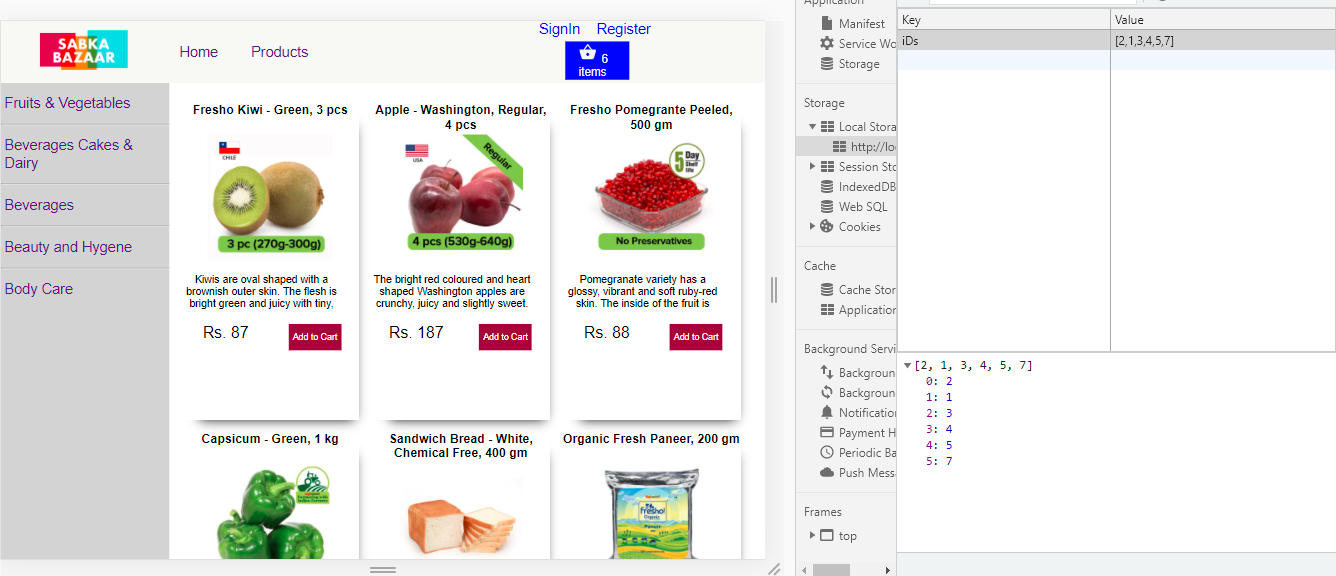 SignIn Register
SABKA
BAZAAR
Home Products
6
items
Fruits & Vegetables
Beverages Cakes &
Dairy
Beverages
Beauty and Hygene
Body Care
Fresho Kiwi - Green, 3 pcs
CHILE
3 pc (270g-300g)
Kiwis are oval shaped with a
brownish outer skin. The flesh is
bright green and juicy with tiny,
Rs. 87 Add to Cart
Apple - Washington, Regular,
4 pcs
USA
Regular
4 pcs (530g-640g)
The bright red coloured and heart
shaped Washington apples are
crunchy, juicy and slightly sweet.
Rs. 187 Add to Cart
Fresho Pomegrante Peeled,
500 gm
5 Day
Shelf
life
No Preservatives
Pomegranate variety has a
glossy, vibrant and soft ruby-red
skin. The inside of the fruit is
Rs. 88 Add to Cart
Capsicum - Green, 1 kg
Sandwich Bread - White,
Chemical Free, 400 gm
Organic Fresh Paneer, 200 gm
fresho!
Organic
Application
Manifest
Service Wo
Storage
Storage
Local Stora
http://lo
Session Sto
IndexedDB
Web SQL
Cookies
Cache
Cache Stor
Application
Background Servi
Backgroun
Backgroun
Notification
Payment H
Periodic Ba
Push Mess
Frames
top
Key Value
iDs [2,1,3,4,5,7]
[2, 1, 3, 4, 5, 7]
0: 2
1: 1
2: 3
3: 4
4: 5
5: 7